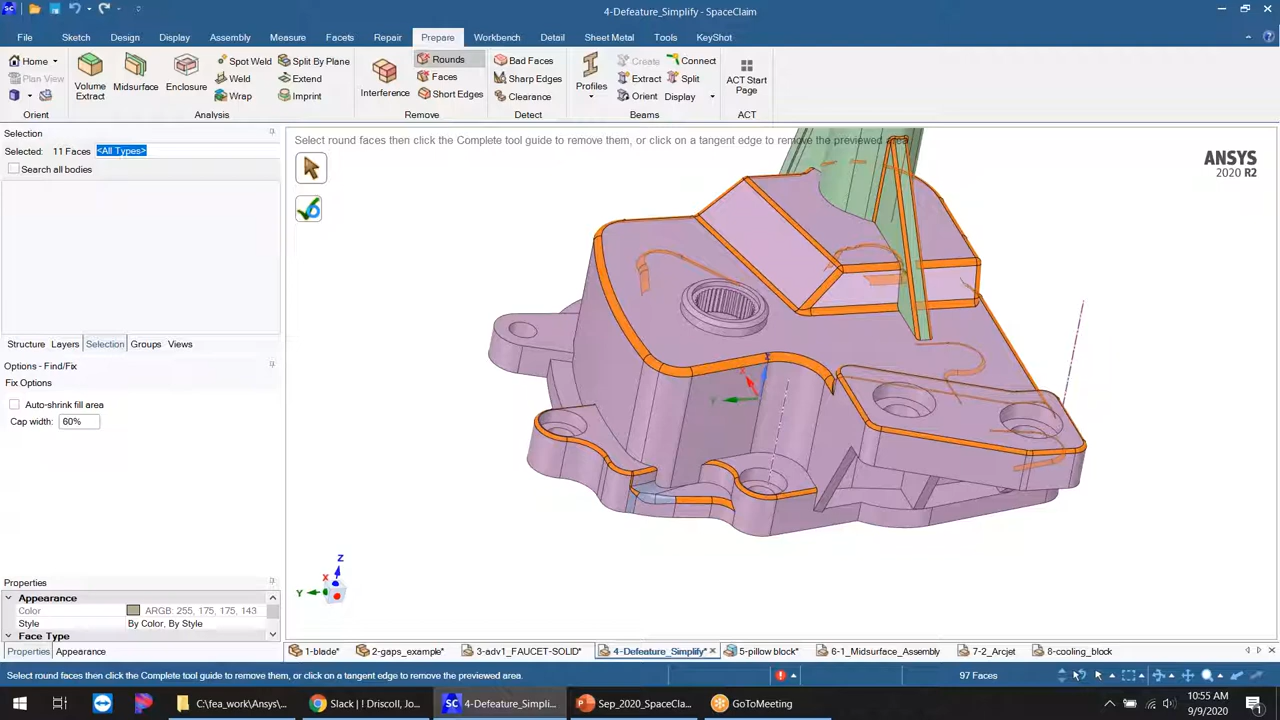 4-Defeature_Simplify* - SpaceClaim
File Sketch Design Display Assembly Measure Facets Repair Prepare Workbench Detail Sheet Metal Tools KeyShot
Home
Plan View
Orient
Volume Extract
Midsurface
Enclosure
Spot Weld
Weld
Wrap
Split By Plane
Extend
Imprint
Analysis
Interference
Rounds
Faces
Short Edges
Remove
Bad Faces
Sharp Edges
Clearance
Detect
Profiles
Create
Extract
Orient
Connect
Split
Display
Beams
ACT Start Page
ACT
Selection
Selected: 11 Faces <All Types>
Search all bodies
Structure Layers Selection Groups Views
Options - Find/Fix
Fix Options
Auto-shrink fill area
Cap width: 60%
Properties
Appearance
Color ARGB: 255, 175, 175, 143
Style By Color, By Style
Face Type
Properties Appearance
Select round faces then click the Complete tool guide to remove them, or click on a tangent edge to remove the previewed area.
ANSYS
2020 R2
Z
X
Y
Z
X
Y
1-blade* 2-gaps_example* 3-adv1_FAUCET-SOLID* 4-Defeature_Simplify* 5-pillow block* 6-1_Midsurface_Assembly 7-2_Arcjet 8-cooling_block
Select round faces then click the Complete tool guide to remove them, or click on a tangent edge to remove the previewed area.
97 Faces
C:\fea_work\Ansys\... Slack | ! Driscoll, Jo... 4-Defeature_Simpli... Sep_2020_SpaceCla... GoToMeeting
10:55 AM
9/9/2020